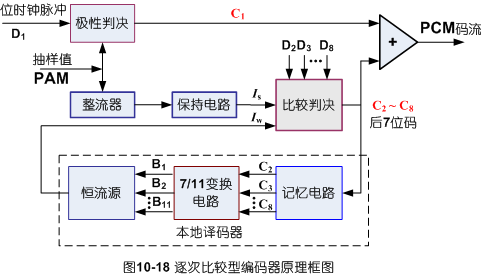 位时钟脉冲
D1
极性判决
C1
PCM码流
抽样值
PAM
D2 D3 ... D8
+
整流器
保持电路
Is
Iw
比较判决
C2 ~ C8
后7位码
恒流源
B1
B2
⋮
B11
7/11变换
电路
C2
C3
⋮
C8
记忆电路
本地译码器
图10-18 逐次比较型编码器原理框图